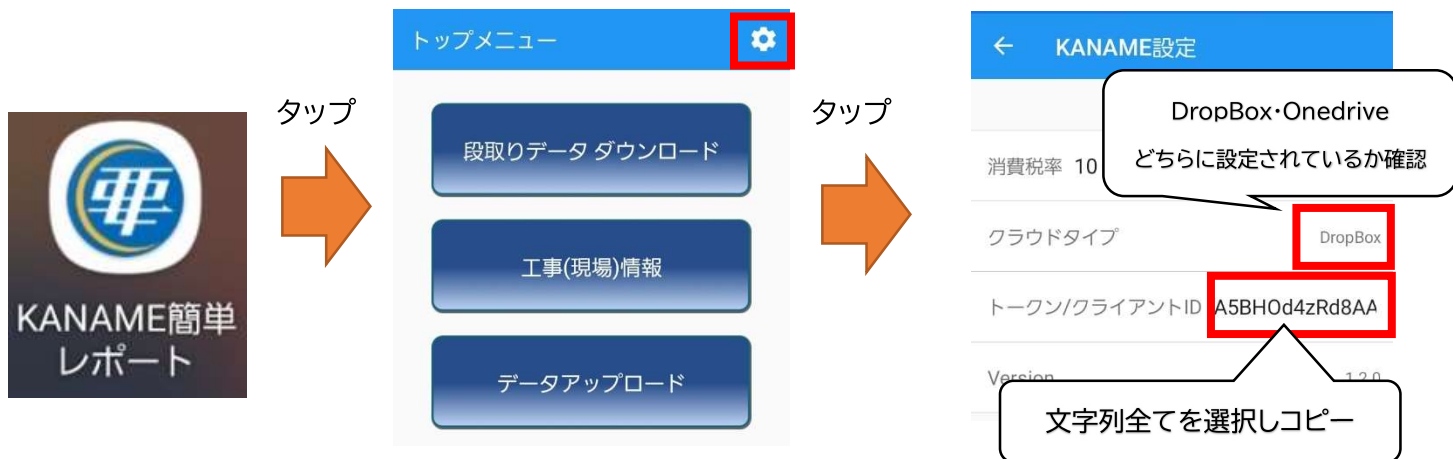 KANAME簡単
レポート
タップ
トップメニュー
段取りデータ ダウンロード
工事(現場)情報
データアップロード
タップ
KANAME設定
DropBox・Onedrive
どちらに設定されているか確認
消費税率 10
クラウドタイプ DropBox
トークン/クライアントID A5BHOd4zRd8AA
Version 1.2.0
文字列全てを選択しコピー